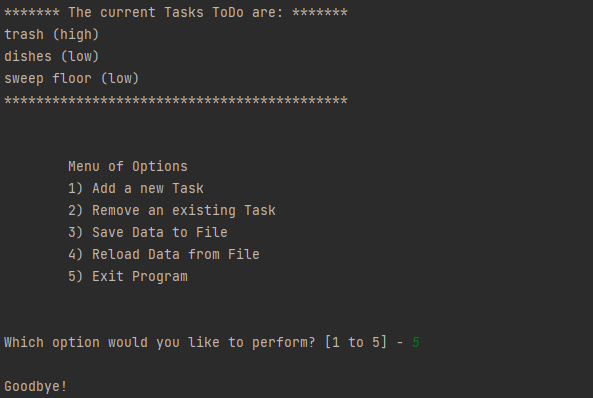 ******* The current Tasks ToDo are: *******
trash (high)
dishes (low)
sweep floor (low)
*******************************************
Menu of Options
1) Add a new Task
2) Remove an existing Task
3) Save Data to File
4) Reload Data from File
5) Exit Program
Which option would you like to perform? [1 to 5] - 5
Goodbye!